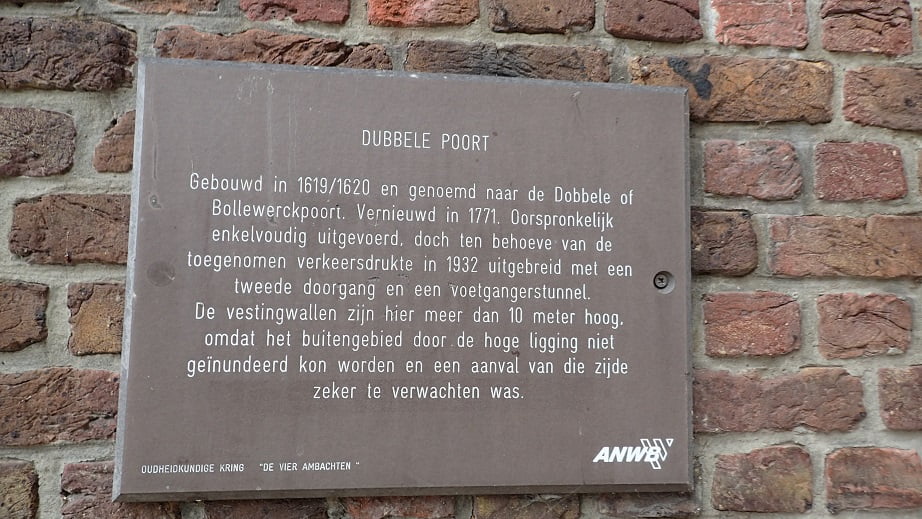 DUBBELE POORT
Gebouwd in 1619/1620 en genoemd naar de Dobbele of
Bollewerckpoort. Vernieuwd in 1771. Oorspronkelijk
enkelvoudig uitgevoerd, doch ten behoeve van de
toegenomen verkeersdrukte in 1932 uitgebreid met een
tweede doorgang en een voetgangerstunnel.
De vestingwallen zijn hier meer dan 10 meter hoog,
omdat het buitengebied door de hoge ligging niet
geïnundeerd kon worden en een aanval van die zijde
zeker te verwachten was.
OUDHEIDKUNDIGE KRING "DE VIER AMBACHTEN"
ANWB